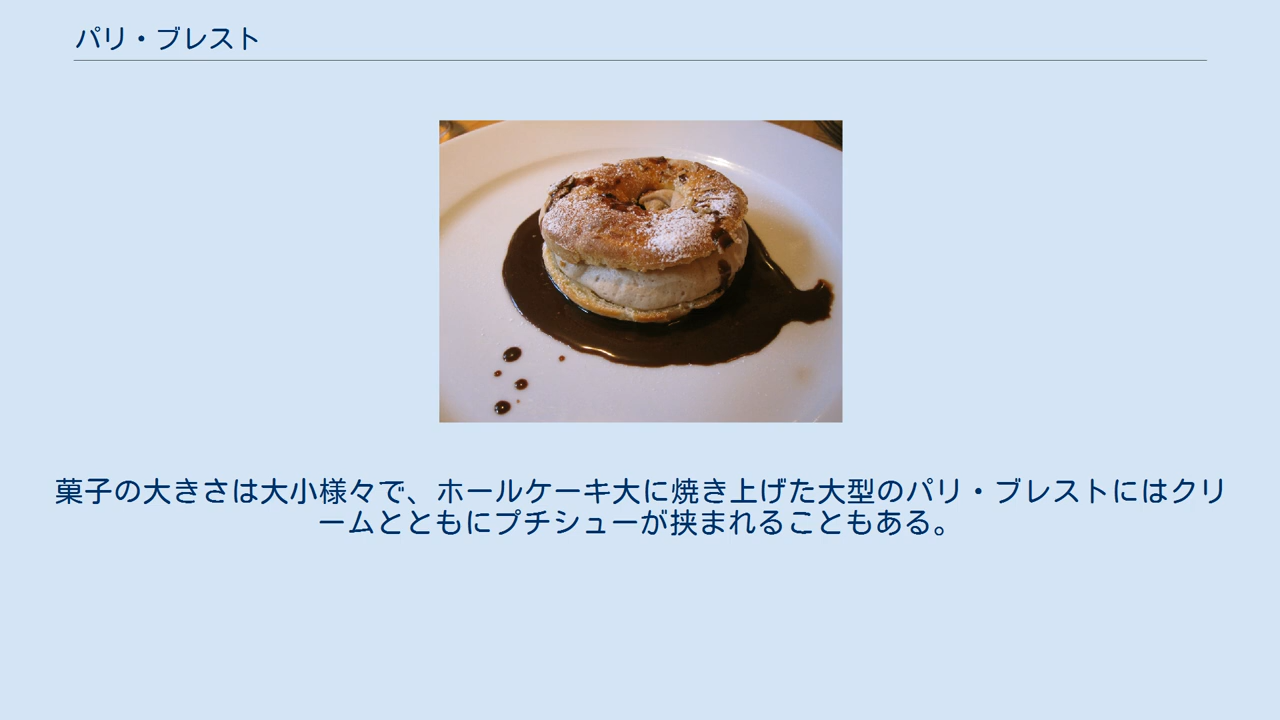 パリ・ブレスト
菓子の大きさは大小様々で、ホールケーキ大に焼き上げた大型のパリ・ブレストにはクリ
ームとともにプチシューが挟まれることもある。